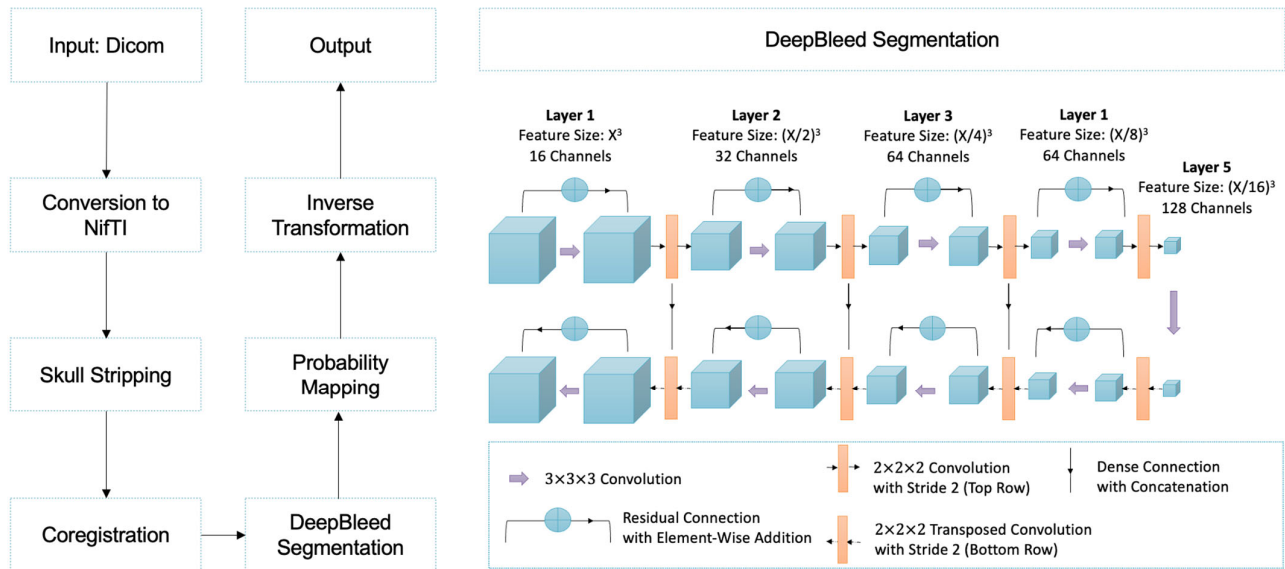 Input: Dicom
Conversion to
NifTI
Skull Stripping
Coregistration
DeepBleed
Segmentation
Probability
Mapping
Inverse
Transformation
Output
DeepBleed Segmentation
Layer 1
Feature Size: X³
16 Channels
Layer 2
Feature Size: (X/2)³
32 Channels
Layer 3
Feature Size: (X/4)³
64 Channels
Layer 1
Feature Size: (X/8)³
64 Channels
Layer 5
Feature Size: (X/16)³
128 Channels
3×3×3 Convolution
Residual Connection
with Element-Wise Addition
2×2×2 Convolution
with Stride 2 (Top Row)
2×2×2 Transposed Convolution
with Stride 2 (Bottom Row)
Dense Connection
with Concatenation